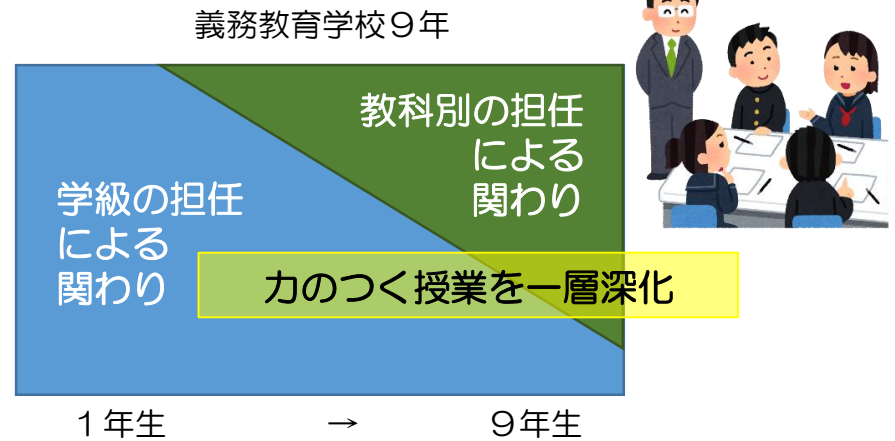 義務教育学校９年
教科別の担任
による
関わり
学級の担任
による
関わり
力のつく授業を一層深化
１年生　→　９年生